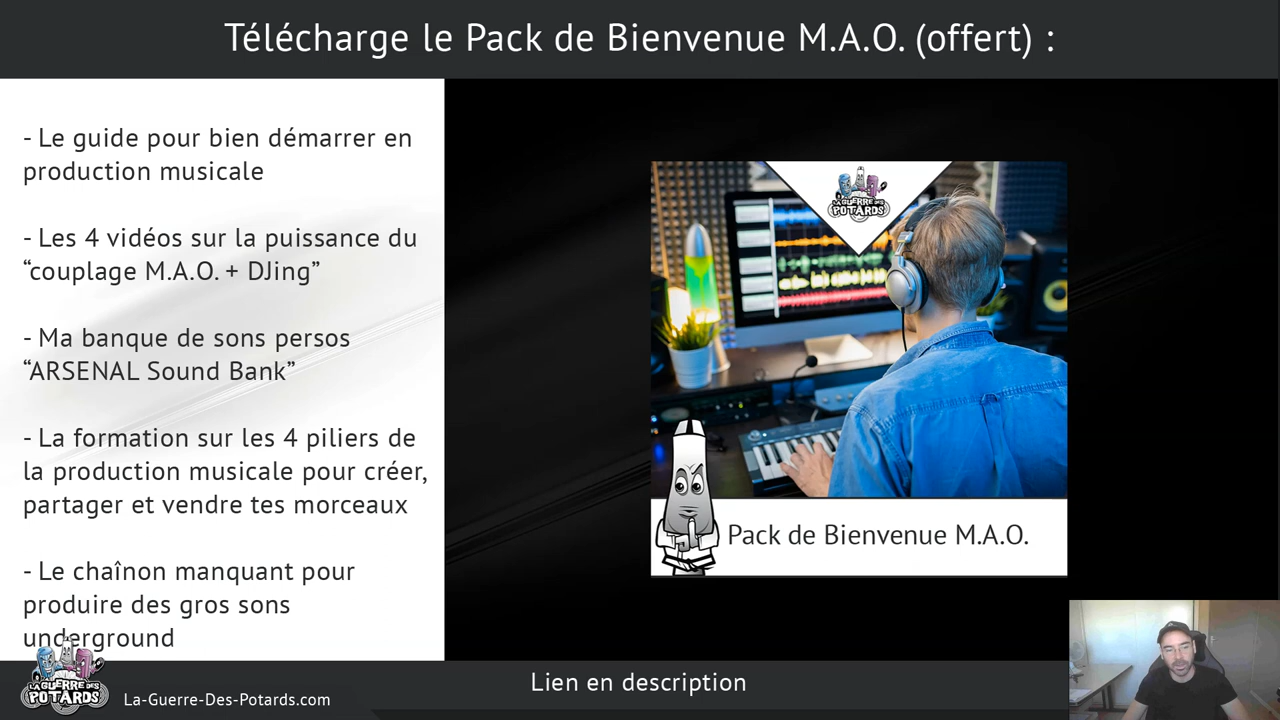 Télécharge le Pack de Bienvenue M.A.O. (offert) :
- Le guide pour bien démarrer en
production musicale
- Les 4 vidéos sur la puissance du
“couplage M.A.O. + DJing”
- Ma banque de sons persos
“ARSENAL Sound Bank”
- La formation sur les 4 piliers de
la production musicale pour créer,
partager et vendre tes morceaux
- Le chaînon manquant pour
produire des gros sons
underground
LA GUERRE DES
POTARDS
Pack de Bienvenue M.A.O.
LA GUERRE DES
POTARDS
La-Guerre-Des-Potards.com
Lien en description